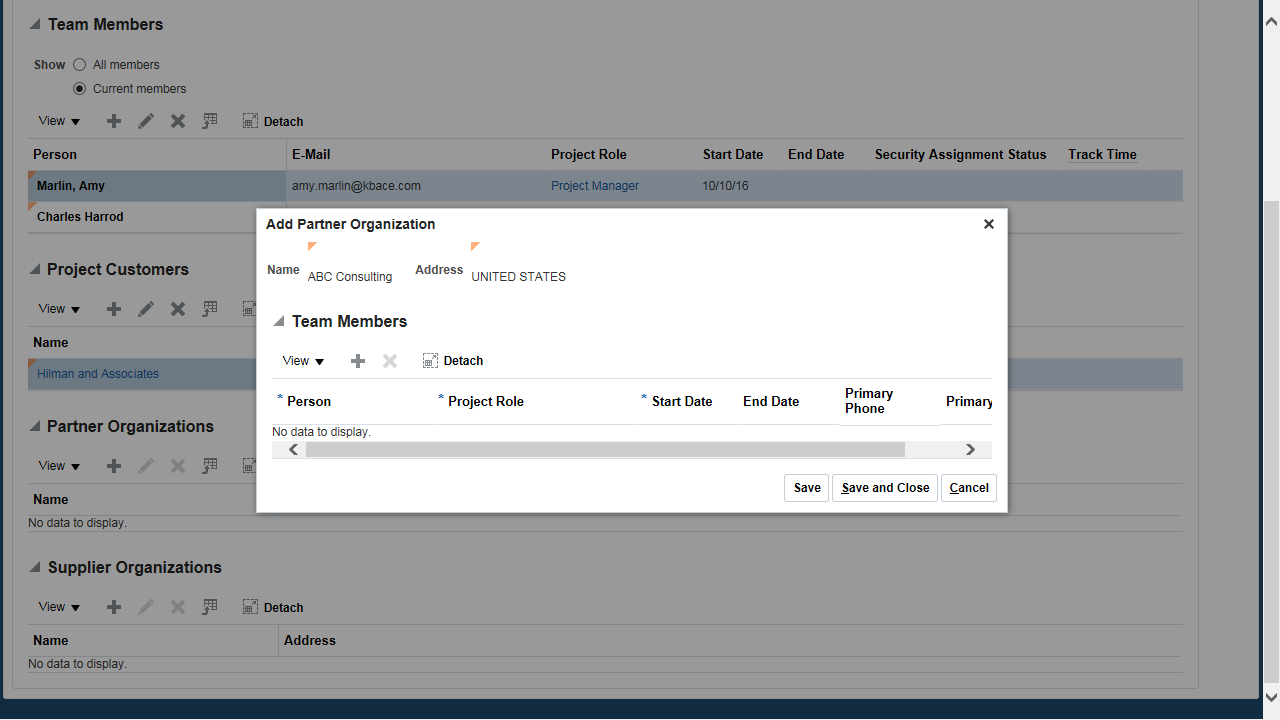 Team Members
Show All members
Current members
View Detach
Person E-Mail Project Role Start Date End Date Security Assignment Status Track Time
Marlin, Amy amy.marlin@kbace.com Project Manager 10/10/16
Charles Harrod
Add Partner Organization
Name ABC Consulting Address UNITED STATES
Team Members
View Detach
* Person * Project Role * Start Date End Date Primary Phone Primary
No data to display.
Save Save and Close Cancel
Project Customers
View
Name
Hilman and Associates
Partner Organizations
View
Name
No data to display.
Supplier Organizations
View Detach
Name Address
No data to display.